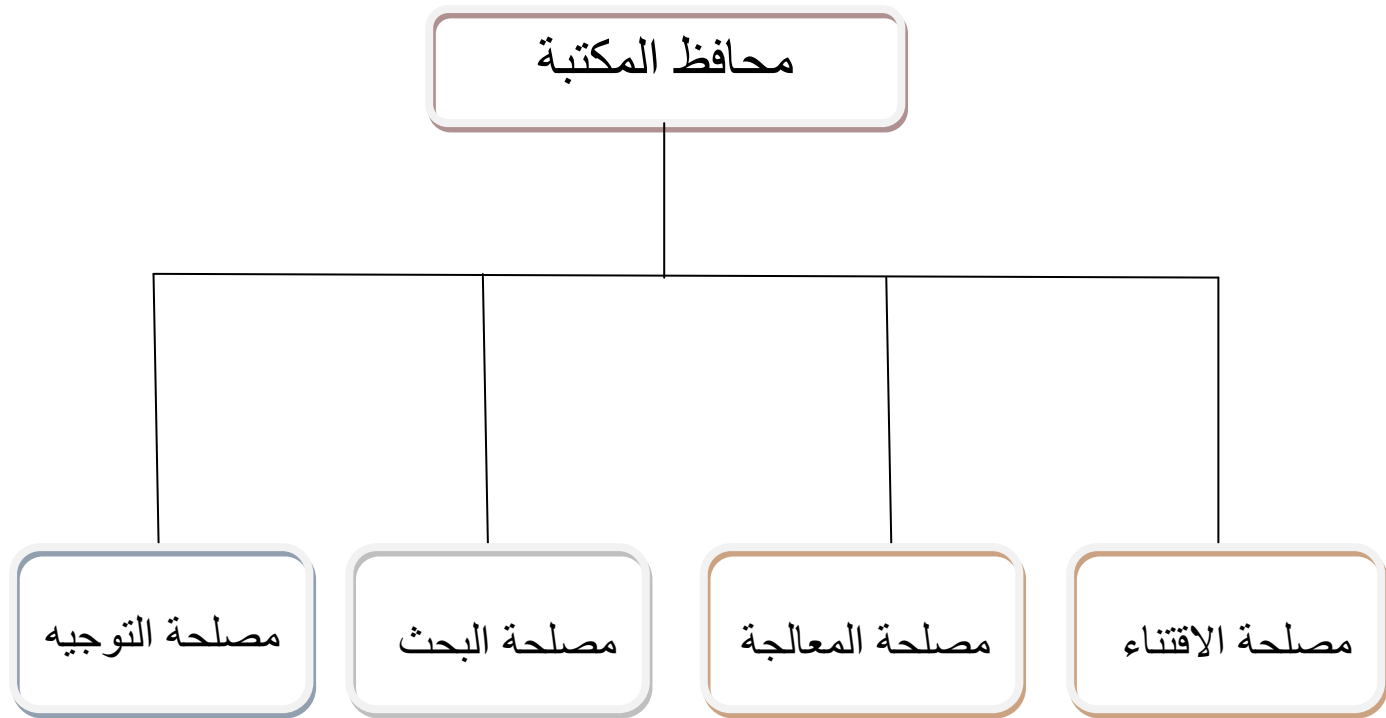 محافظ المكتبة
مصلحة الاقتناء
مصلحة المعالجة
مصلحة البحث
مصلحة التوجيه